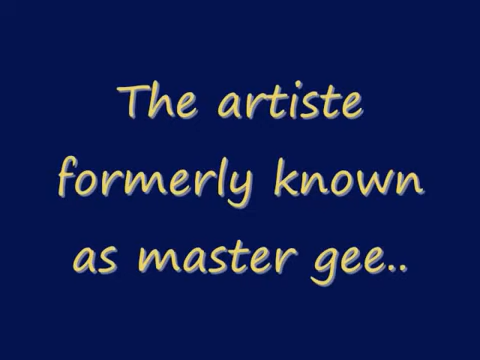 The artiste
formerly known
as master gee..